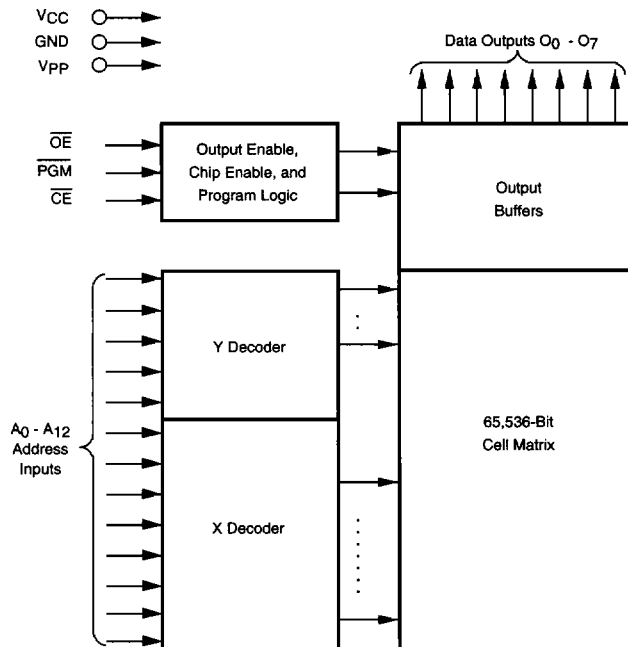 VCC
GND
VPP
Data Outputs O0 - O7
OE
PGM
CE
Output Enable,
Chip Enable, and
Program Logic
Output
Buffers
Y Decoder
A0 - A12
Address
Inputs
65,536-Bit
Cell Matrix
X Decoder